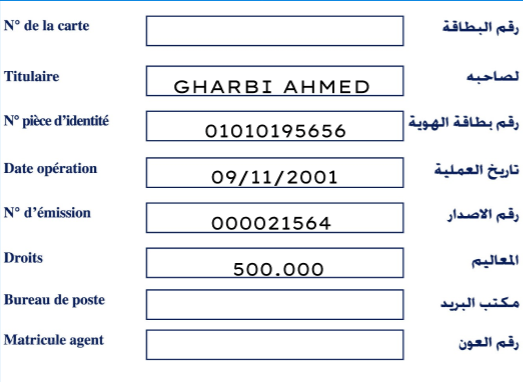 N° de la carte رقم البطاقة
Titulaire GHARBI AHMED لصاحبه
N° pièce d'identité 01010195656 رقم بطاقة الهوية
Date opération 09/11/2001 تاريخ العملية
N° d'émission 000021564 رقم الاصدار
Droits 500.000 المعاليم
Bureau de poste مكتب البريد
Matricule agent رقم العون